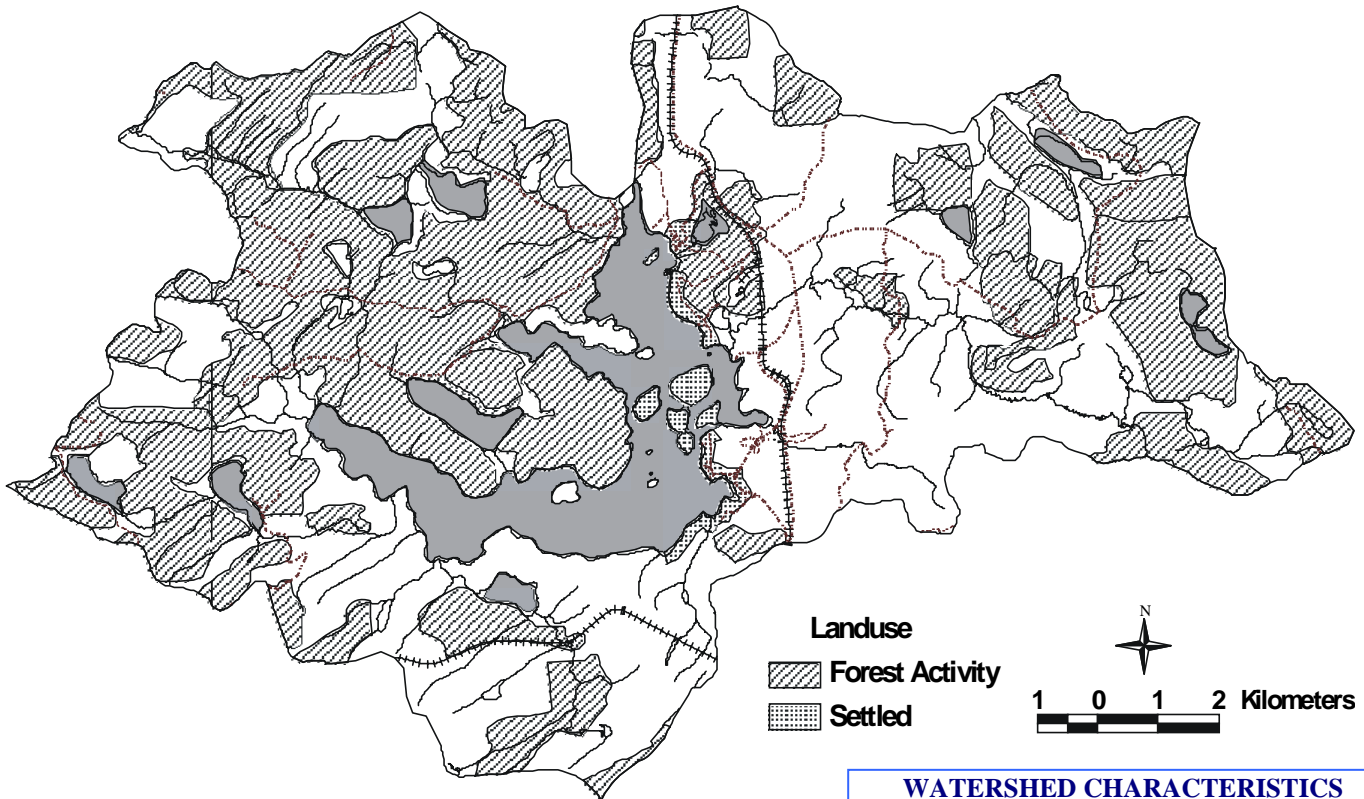 N
Landuse
Forest Activity
Settled
1 0 1 2 Kilometers
WATERSHED CHARACTERISTICS